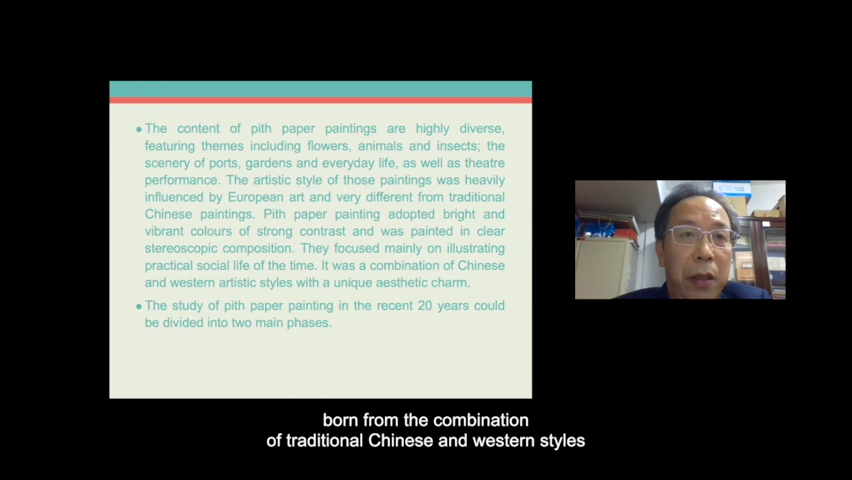 ● The content of pith paper paintings are highly diverse,
featuring themes including flowers, animals and insects; the
scenery of ports, gardens and everyday life, as well as theatre
performance. The artistic style of those paintings was heavily
influenced by European art and very different from traditional
Chinese paintings. Pith paper painting adopted bright and
vibrant colours of strong contrast and was painted in clear
stereoscopic composition. They focused mainly on illustrating
practical social life of the time. It was a combination of Chinese
and western artistic styles with a unique aesthetic charm.
● The study of pith paper painting in the recent 20 years could
be divided into two main phases.
born from the combination
of traditional Chinese and western styles